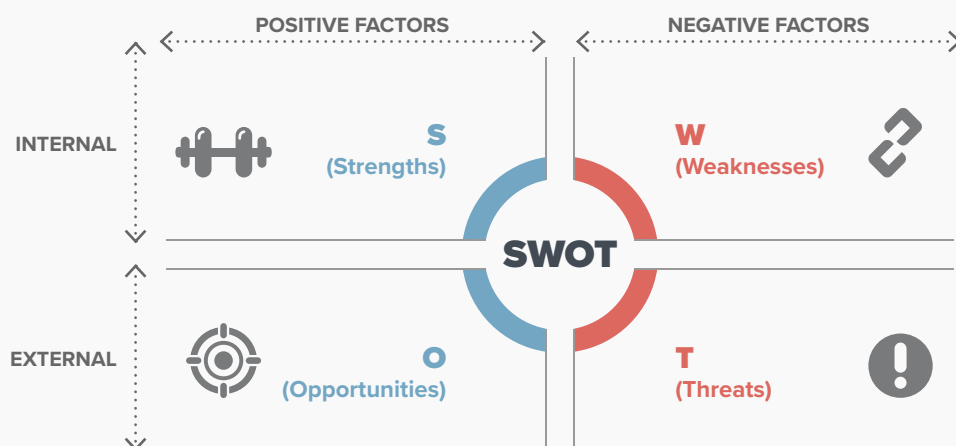 POSITIVE FACTORS
NEGATIVE FACTORS
INTERNAL
S
(Strengths)
W
(Weaknesses)
SWOT
EXTERNAL
O
(Opportunities)
T
(Threats)